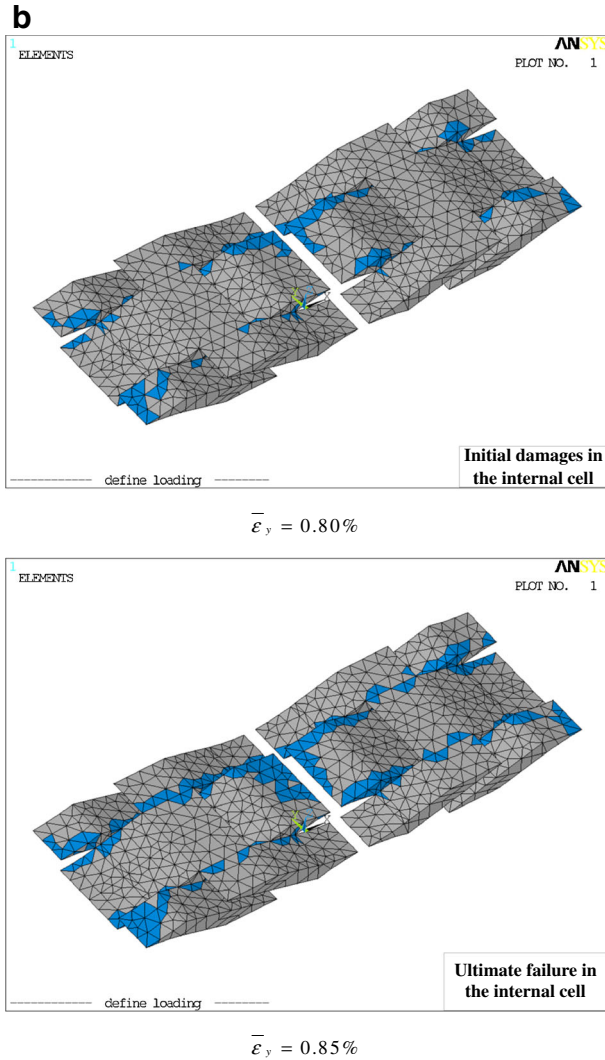 b
1
ELEMENTS
ANSYS
PLOT NO. 1
Initial damages in
the internal cell
------------ define loading --------
ε̅ y = 0.80%
1
ELEMENTS
ANSYS
PLOT NO. 1
Ultimate failure in
the internal cell
------------ define loading --------
ε̅ y = 0.85%